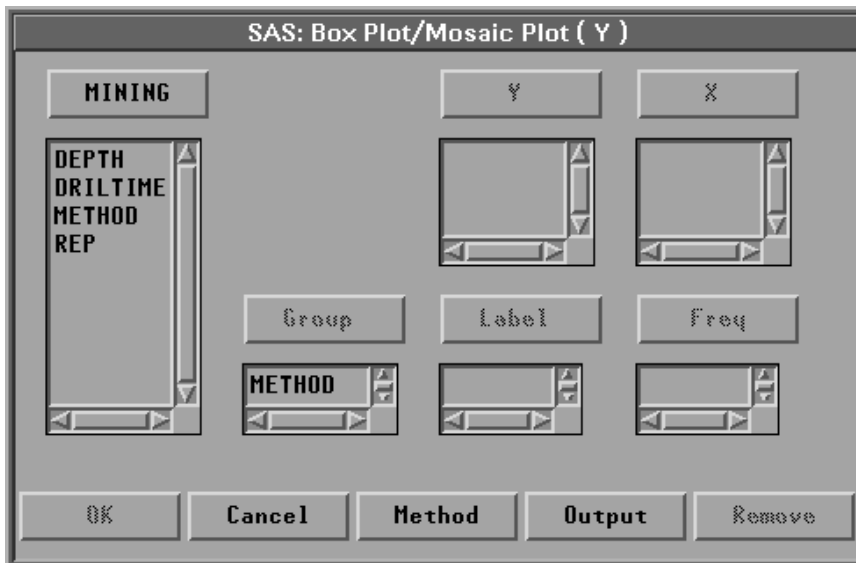 SAS: Box Plot/Mosaic Plot ( Y )
MINING
Y
X
DEPTH
DRILTIME
METHOD
REP
Group
Label
Freq
METHOD
OK
Cancel
Method
Output
Remove